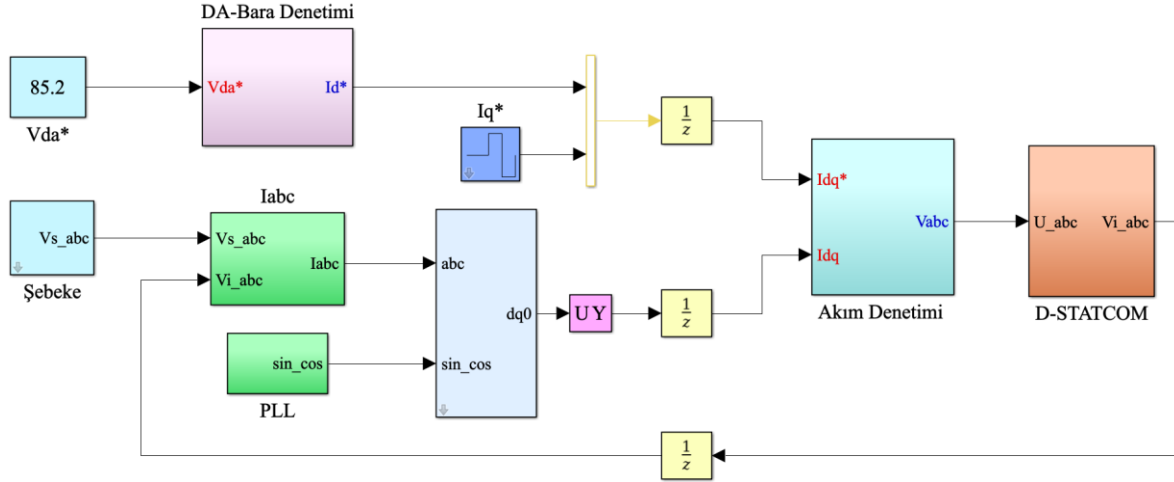 DA-Bara Denetimi
85.2
Vda*
Vda*
Id*
Iq*
1
z
Idq*
Idq
Vabc
Akım Denetimi
U_abc
Vi_abc
D-STATCOM
Vs_abc
Şebeke
Iabc
Vs_abc
Vi_abc
Iabc
abc
sin_cos
dq0
U Y
1
z
sin_cos
PLL
1
z